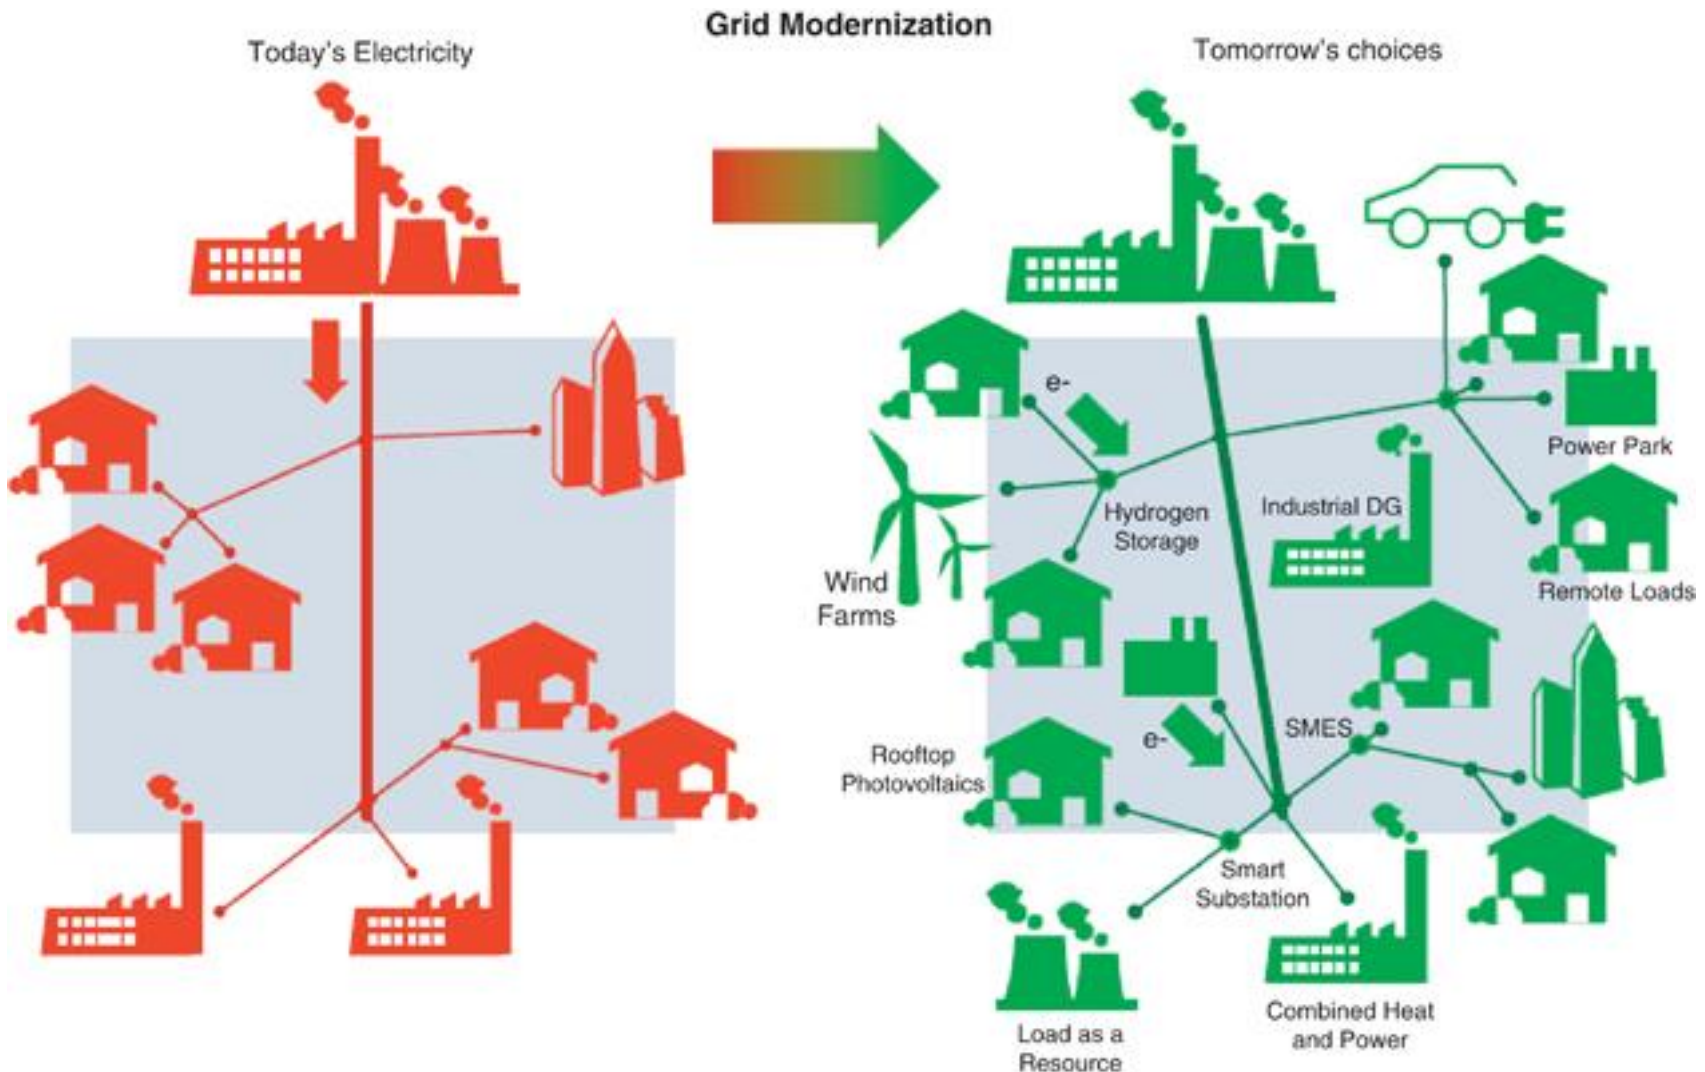 Grid Modernization
Today's Electricity
Tomorrow's choices
e-
Power Park
Hydrogen
Storage
Industrial DG
Wind
Farms
Remote Loads
SMES
e-
Rooftop
Photovoltaics
Smart
Substation
Load as a
Resource
Combined Heat
and Power